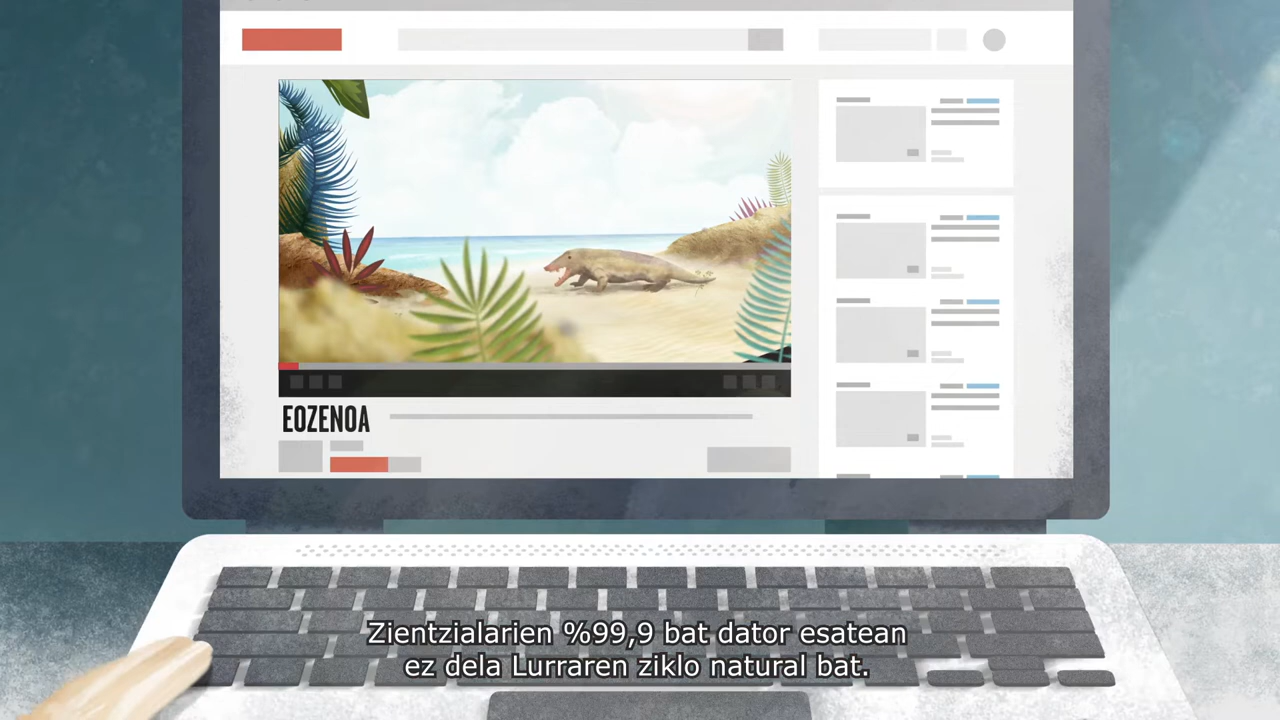 EOZENOA
Zientzialarien %99,9 bat dator esatean
ez dela Lurraren ziklo natural bat.